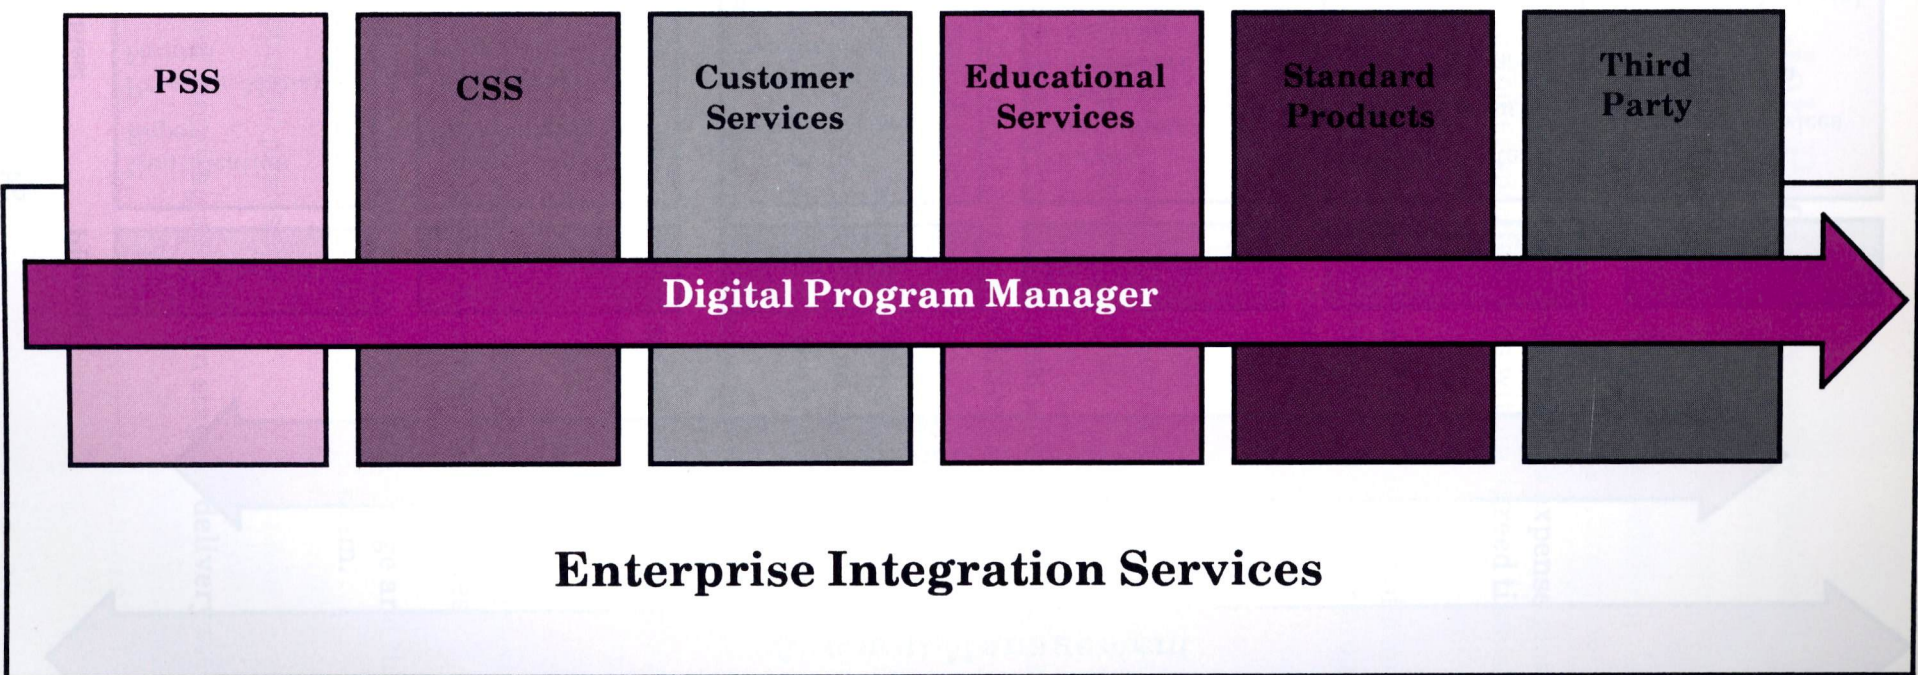 PSS
CSS
Customer
Services
Educational
Services
Standard
Products
Third
Party
Digital Program Manager
Enterprise Integration Services